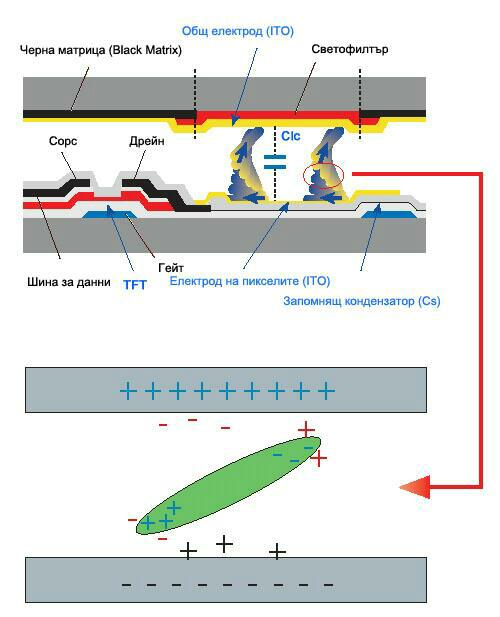 Общ електрод (ITO)
Черна матрица (Black Matrix)
Светофилтър
Clc
Сорс
Дрейн
Шина за данни
TFT
Гейт
Електрод на пикселите (ITO)
Запомнящ кондензатор (Cs)